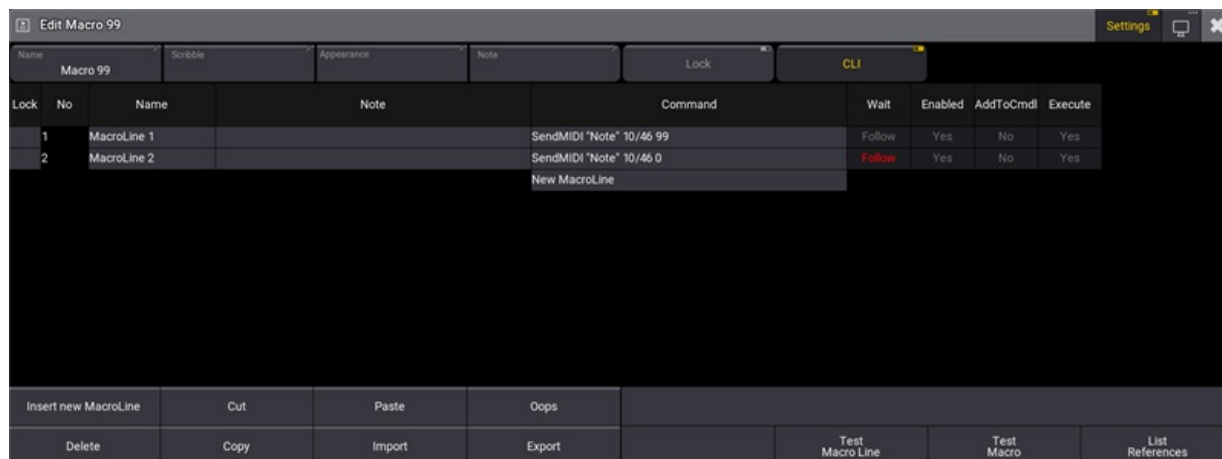 Edit Macro 99
Settings
Name
Macro 99
Scribble
Appearance
Note
Lock
CLI
Lock No Name Note Command Wait Enabled AddToCmdl Execute
1 MacroLine 1 SendMIDI "Note" 10/46 99 Follow Yes No Yes
2 MacroLine 2 SendMIDI "Note" 10/46 0 Follow Yes No Yes
New MacroLine
Insert new MacroLine Cut Paste Oops
Delete Copy Import Export Test Macro Line Test Macro List References